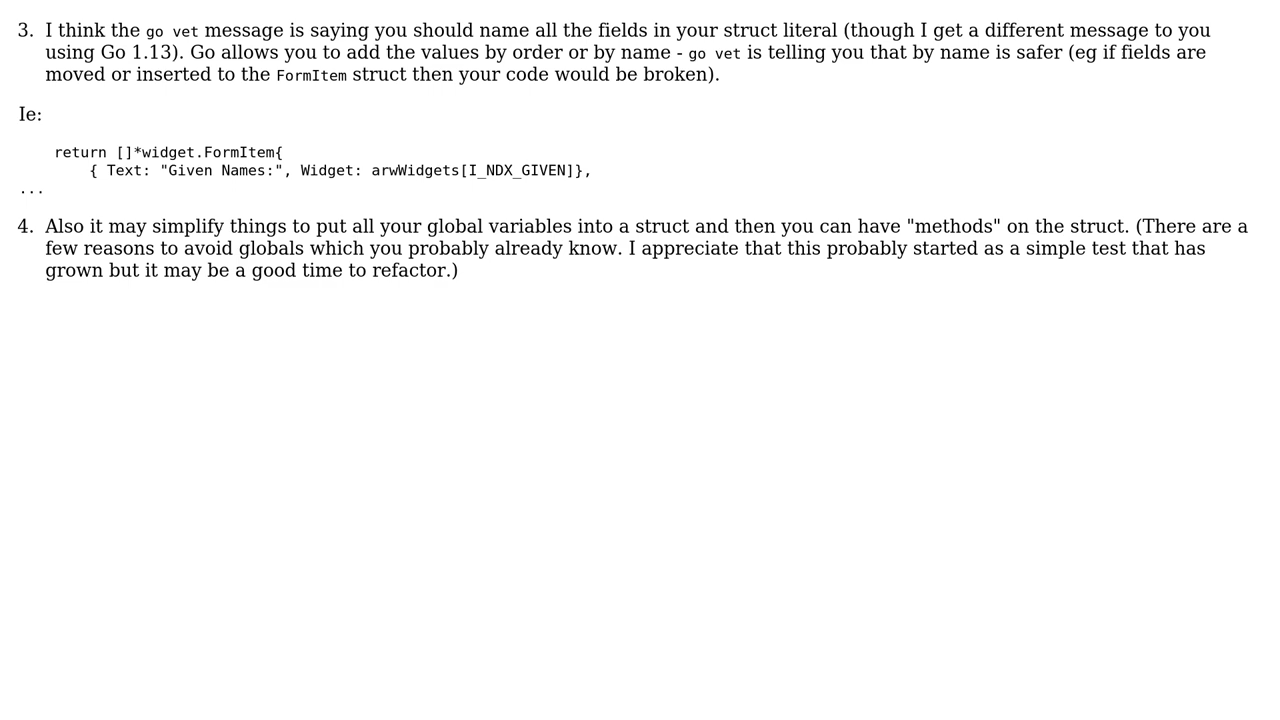 3. I think the go vet message is saying you should name all the fields in your struct literal (though I get a different message to you
using Go 1.13). Go allows you to add the values by order or by name - go vet is telling you that by name is safer (eg if fields are
moved or inserted to the FormItem struct then your code would be broken).
Ie:
return []*widget.FormItem{
{ Text: "Given Names:", Widget: arwWidgets[I_NDX_GIVEN]},
...
4. Also it may simplify things to put all your global variables into a struct and then you can have "methods" on the struct. (There are a
few reasons to avoid globals which you probably already know. I appreciate that this probably started as a simple test that has
grown but it may be a good time to refactor.)